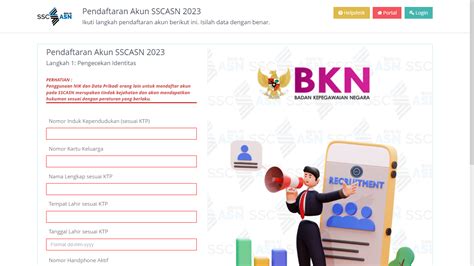 SSCASN
Pendaftaran Akun SSCASN 2023
Ikuti langkah pendaftaran akun berikut ini. Isilah data dengan benar.
Helpdesk
Portal
Login
Pendaftaran Akun SSCASN 2023
Langkah 1: Pengecekan Identitas
PERHATIAN :
Penggunaan NIK dan Data Pribadi orang lain untuk mendaftar akun
pada SSCASN merupakan tindak kejahatan dan akan mendapatkan
hukuman sesuai dengan peraturan yang berlaku.
Nomor Induk Kependudukan (sesuai KTP)
Nomor Kartu Keluarga
Nama Lengkap sesuai KTP
Tempat Lahir sesuai KTP
Tanggal Lahir sesuai KTP
Format dd-mm-yyyy
Nomor Handphone Aktif
BKN
BADAN KEPEGAWAIAN NEGARA
RECRUITMENT